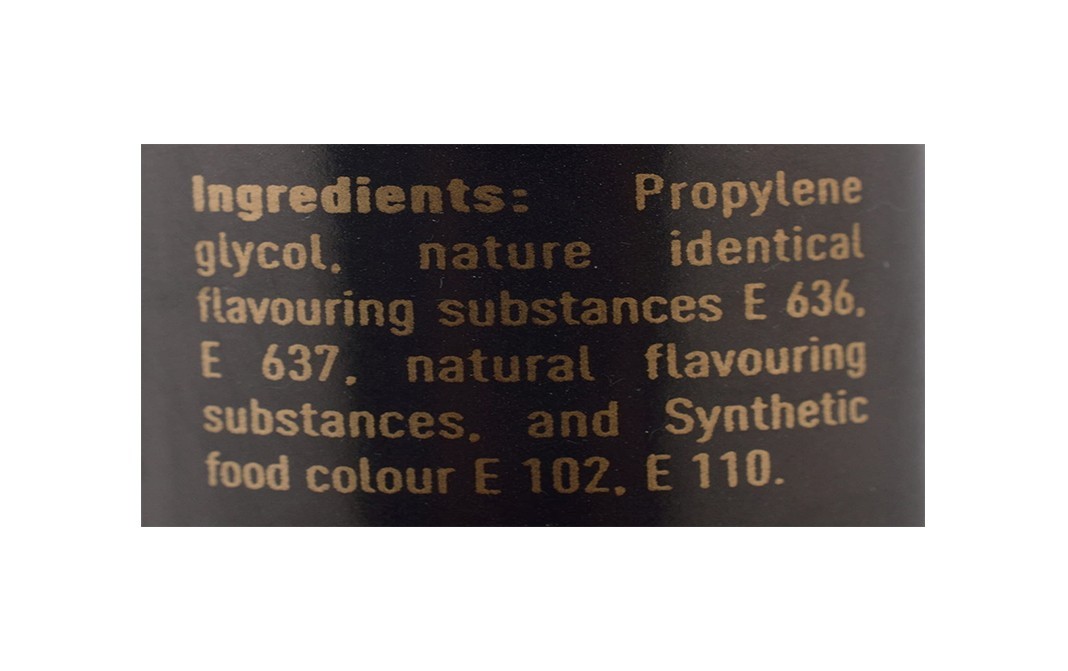 Ingredients: Propylene
glycol, nature identical
flavouring substances E 636,
E 637, natural flavouring
substances, and Synthetic
food colour E 102, E 110.